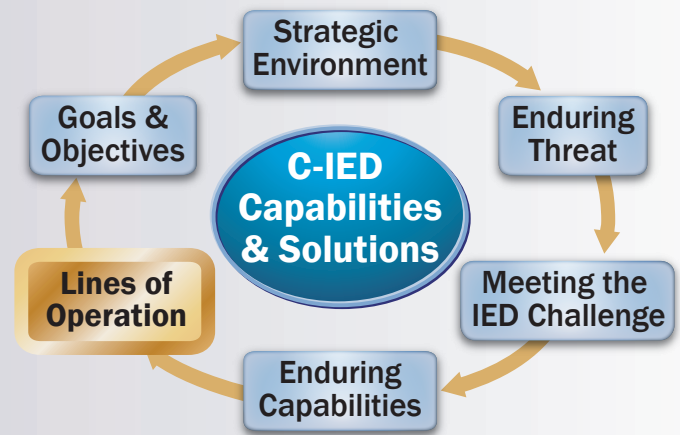 Strategic
Environment
Enduring
Threat
Meeting the
IED Challenge
Enduring
Capabilities
Lines of
Operation
Goals &
Objectives
C-IED
Capabilities
& Solutions